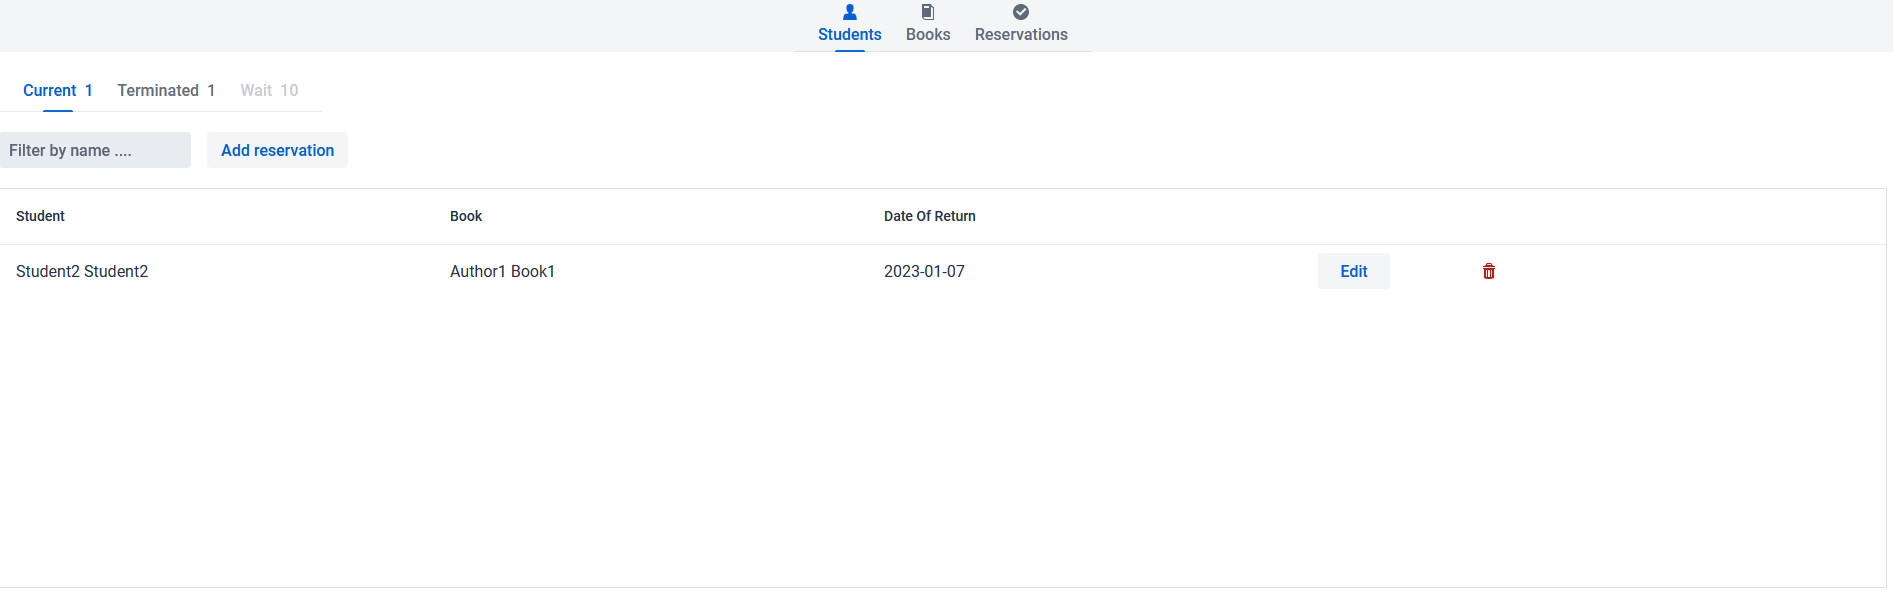 Students Books Reservations
Current 1 Terminated 1 Wait 10
Filter by name .... Add reservation
Student Book Date Of Return
Student2 Student2 Author1 Book1 2023-01-07 Edit